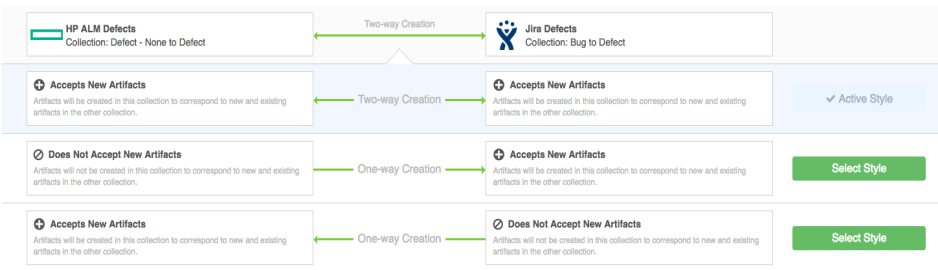 HP ALM Defects
Collection: Defect - None to Defect
Two-way Creation
Jira Defects
Collection: Bug to Defect
Accepts New Artifacts
Artifacts will be created in this collection to correspond to new and existing
artifacts in the other collection.
Two-way Creation
Accepts New Artifacts
Artifacts will be created in this collection to correspond to new and existing
artifacts in the other collection.
Active Style
Does Not Accept New Artifacts
Artifacts will not be created in this collection to correspond to new and existing
artifacts in the other collection.
One-way Creation
Accepts New Artifacts
Artifacts will be created in this collection to correspond to new and existing
artifacts in the other collection.
Select Style
Accepts New Artifacts
Artifacts will be created in this collection to correspond to new and existing
artifacts in the other collection.
One-way Creation
Does Not Accept New Artifacts
Artifacts will not be created in this collection to correspond to new and existing
artifacts in the other collection.
Select Style